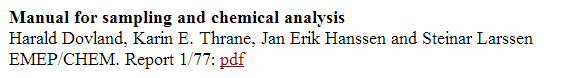 Manual for sampling and chemical analysis
Harald Dovland, Karin E. Thrane, Jan Erik Hanssen and Steinar Larssen
EMEP/CHEM. Report 1/77: pdf